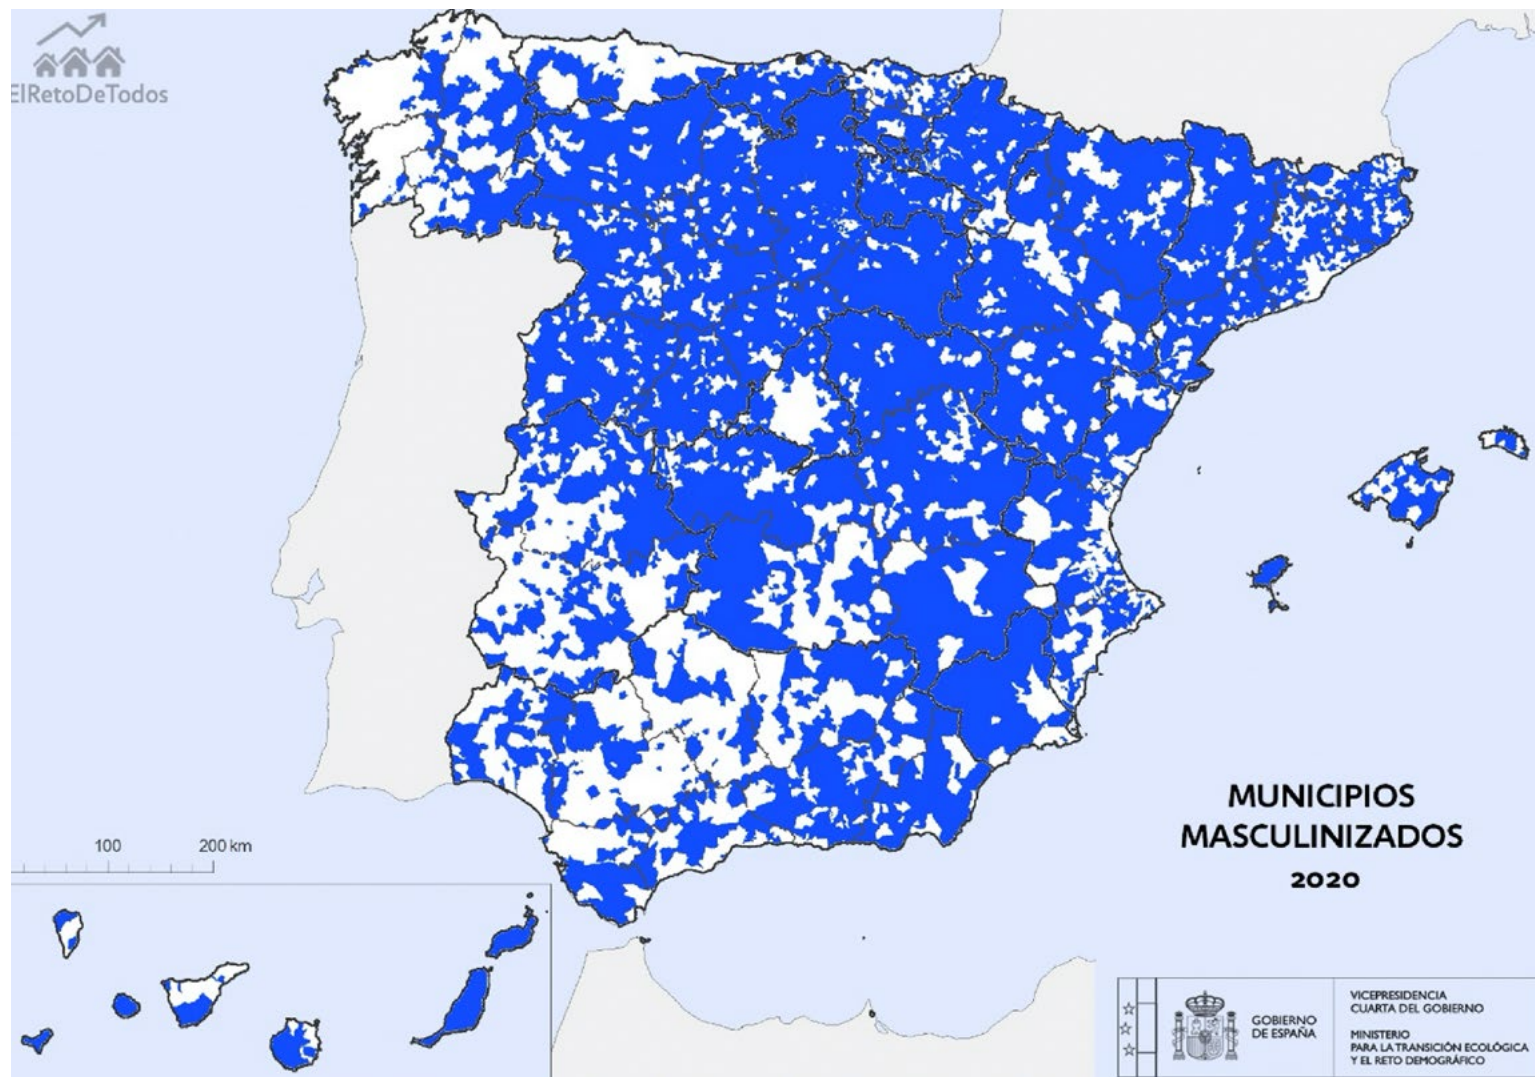 ElRetoDeTodos
MUNICIPIOS
MASCULINIZADOS
2020
100
200 km
GOBIERNO
DE ESPAÑA
VICEPRESIDENCIA
CUARTA DEL GOBIERNO
MINISTERIO
PARA LA TRANSICIÓN ECOLÓGICA
Y EL RETO DEMOGRÁFICO